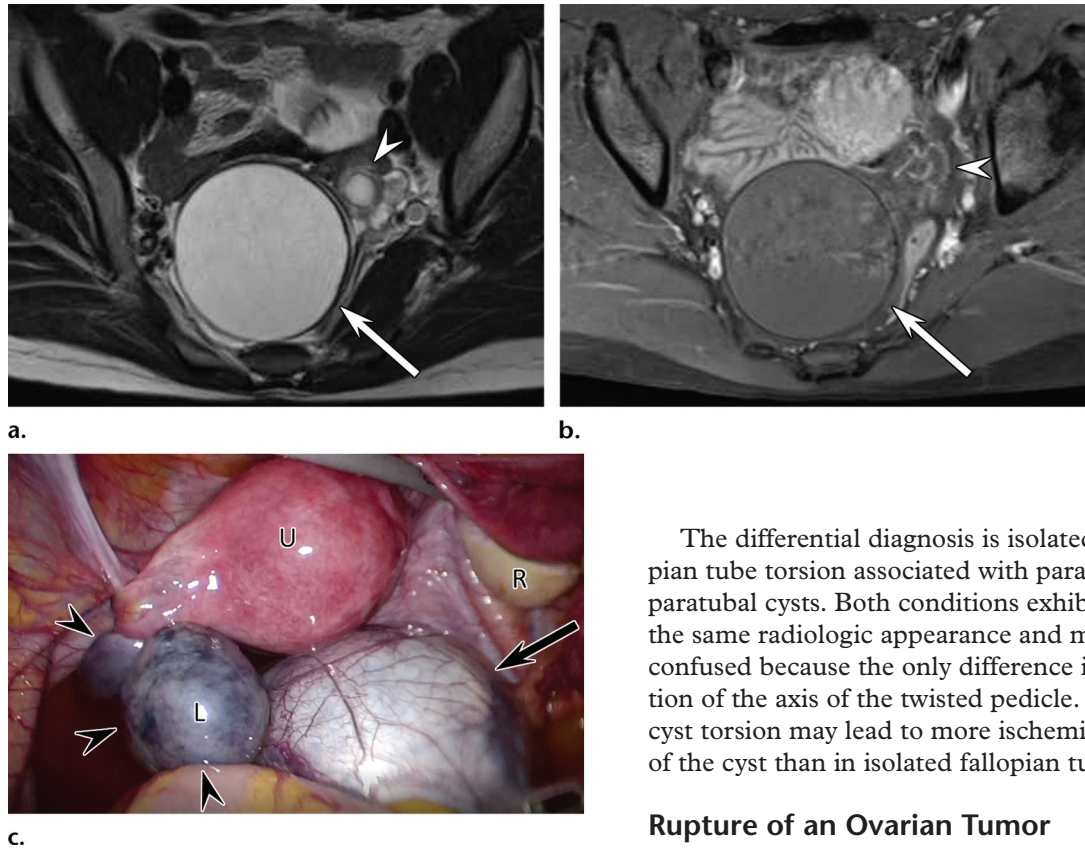 a.
b.
U
R
L
c.
The differential diagnosis is isolated
pian tube torsion associated with para
paratubal cysts. Both conditions exhib
the same radiologic appearance and m
confused because the only difference i
tion of the axis of the twisted pedicle.
cyst torsion may lead to more ischemi
of the cyst than in isolated fallopian tu
Rupture of an Ovarian Tumor